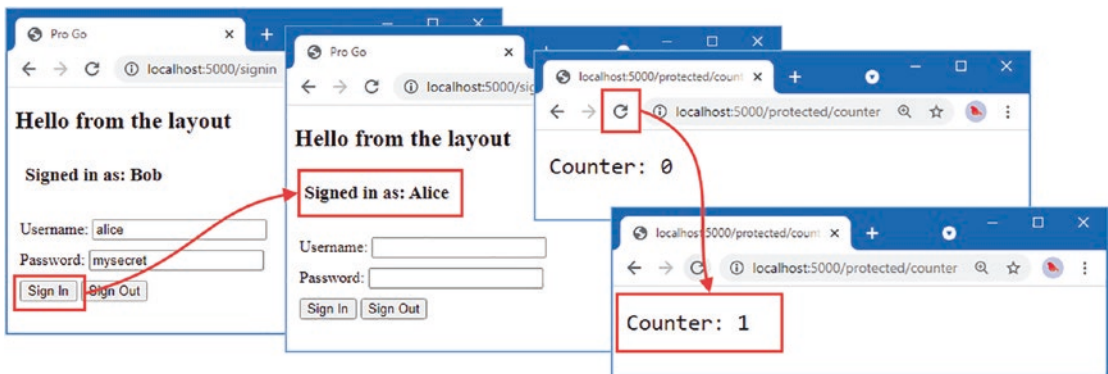 Pro Go
localhost:5000/signin
Hello from the layout
Signed in as: Bob
Username: alice
Password: mysecret
Sign In Sign Out
Pro Go
localhost:5000/sig
Hello from the layout
Signed in as: Alice
Username:
Password:
Sign In Sign Out
localhost:5000/protected/count
localhost:5000/protected/counter
Counter: 0
localhost:5000/protected/count
localhost:5000/protected/counter
Counter: 1